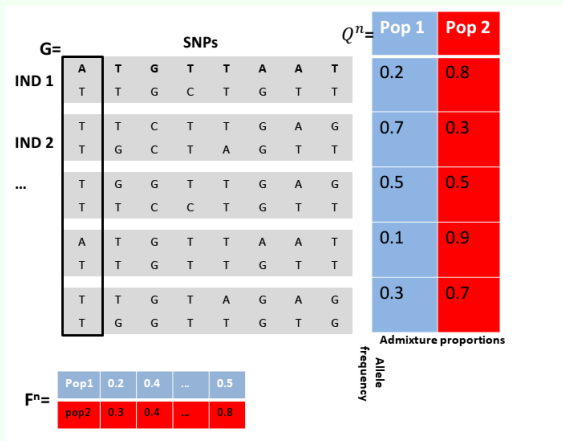 G=
SNPs
Qⁿ=
Pop 1 Pop 2
IND 1
A T G T T A A T
T T G C T G T T
0.2 0.8
IND 2
T T C T T G A G
T G C T A G T T
0.7 0.3
...
T G G T T G A G
T T C C T G T T
0.5 0.5
A T G T T A A T
T T G T T G T T
0.1 0.9
T T G T A G A G
T G G T T G T G
0.3 0.7
Admixture proportions
Allele
frequency
Fⁿ=
Pop1 0.2 0.4 ... 0.5
pop2 0.3 0.4 ... 0.8